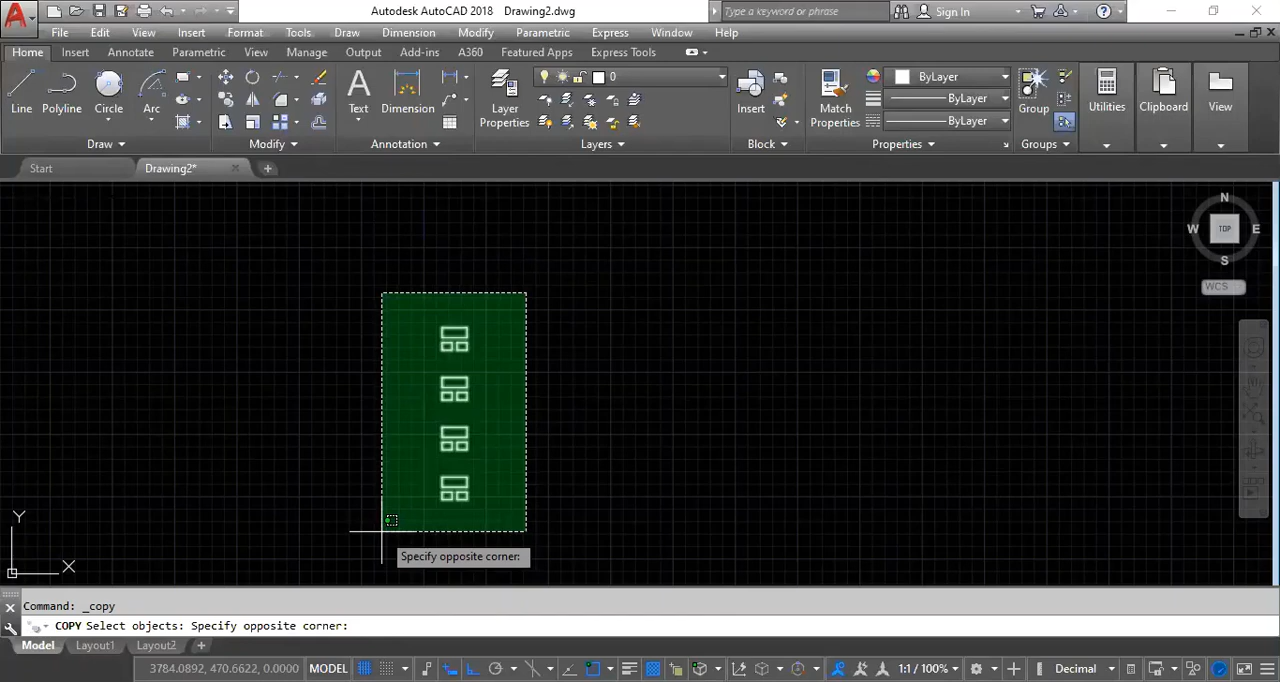 Autodesk AutoCAD 2018 Drawing2.dwg
Type a keyword or phrase
Sign In
File Edit View Insert Format Tools Draw Dimension Modify Parametric Express Window Help
Home Insert Annotate Parametric View Manage Output Add-ins A360 Featured Apps Express Tools
Line Polyline Circle Arc
Text Dimension
Layer Properties
0
Insert
Match Properties
ByLayer
ByLayer
ByLayer
Group
Utilities
Clipboard
View
Draw Modify Annotation Layers Block Properties Groups
Start Drawing2* +
N
W TOP E
S
WCS
Y
X
Specify opposite corner:
Command: _copy
COPY Select objects: Specify opposite corner:
Model Layout1 Layout2 +
3784.0892, 470.6622, 0.0000 MODEL 1:1 / 100% Decimal